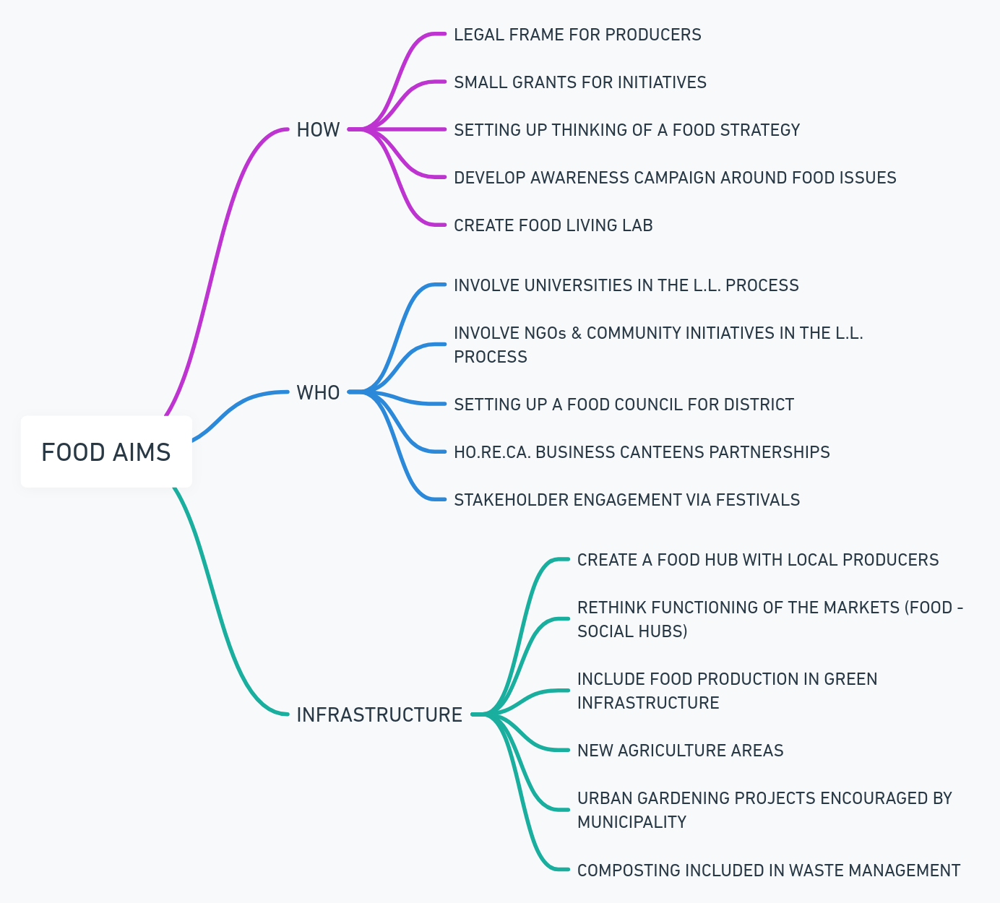 LEGAL FRAME FOR PRODUCERS
SMALL GRANTS FOR INITIATIVES
HOW
SETTING UP THINKING OF A FOOD STRATEGY
DEVELOP AWARENESS CAMPAIGN AROUND FOOD ISSUES
CREATE FOOD LIVING LAB
INVOLVE UNIVERSITIES IN THE L.L. PROCESS
INVOLVE NGOs & COMMUNITY INITIATIVES IN THE L.L.
PROCESS
WHO
SETTING UP A FOOD COUNCIL FOR DISTRICT
HO.RE.CA. BUSINESS CANTEENS PARTNERSHIPS
STAKEHOLDER ENGAGEMENT VIA FESTIVALS
FOOD AIMS
CREATE A FOOD HUB WITH LOCAL PRODUCERS
RETHINK FUNCTIONING OF THE MARKETS (FOOD -
SOCIAL HUBS)
INCLUDE FOOD PRODUCTION IN GREEN
INFRASTRUCTURE
INFRASTRUCTURE
NEW AGRICULTURE AREAS
URBAN GARDENING PROJECTS ENCOURAGED BY
MUNICIPALITY
COMPOSTING INCLUDED IN WASTE MANAGEMENT